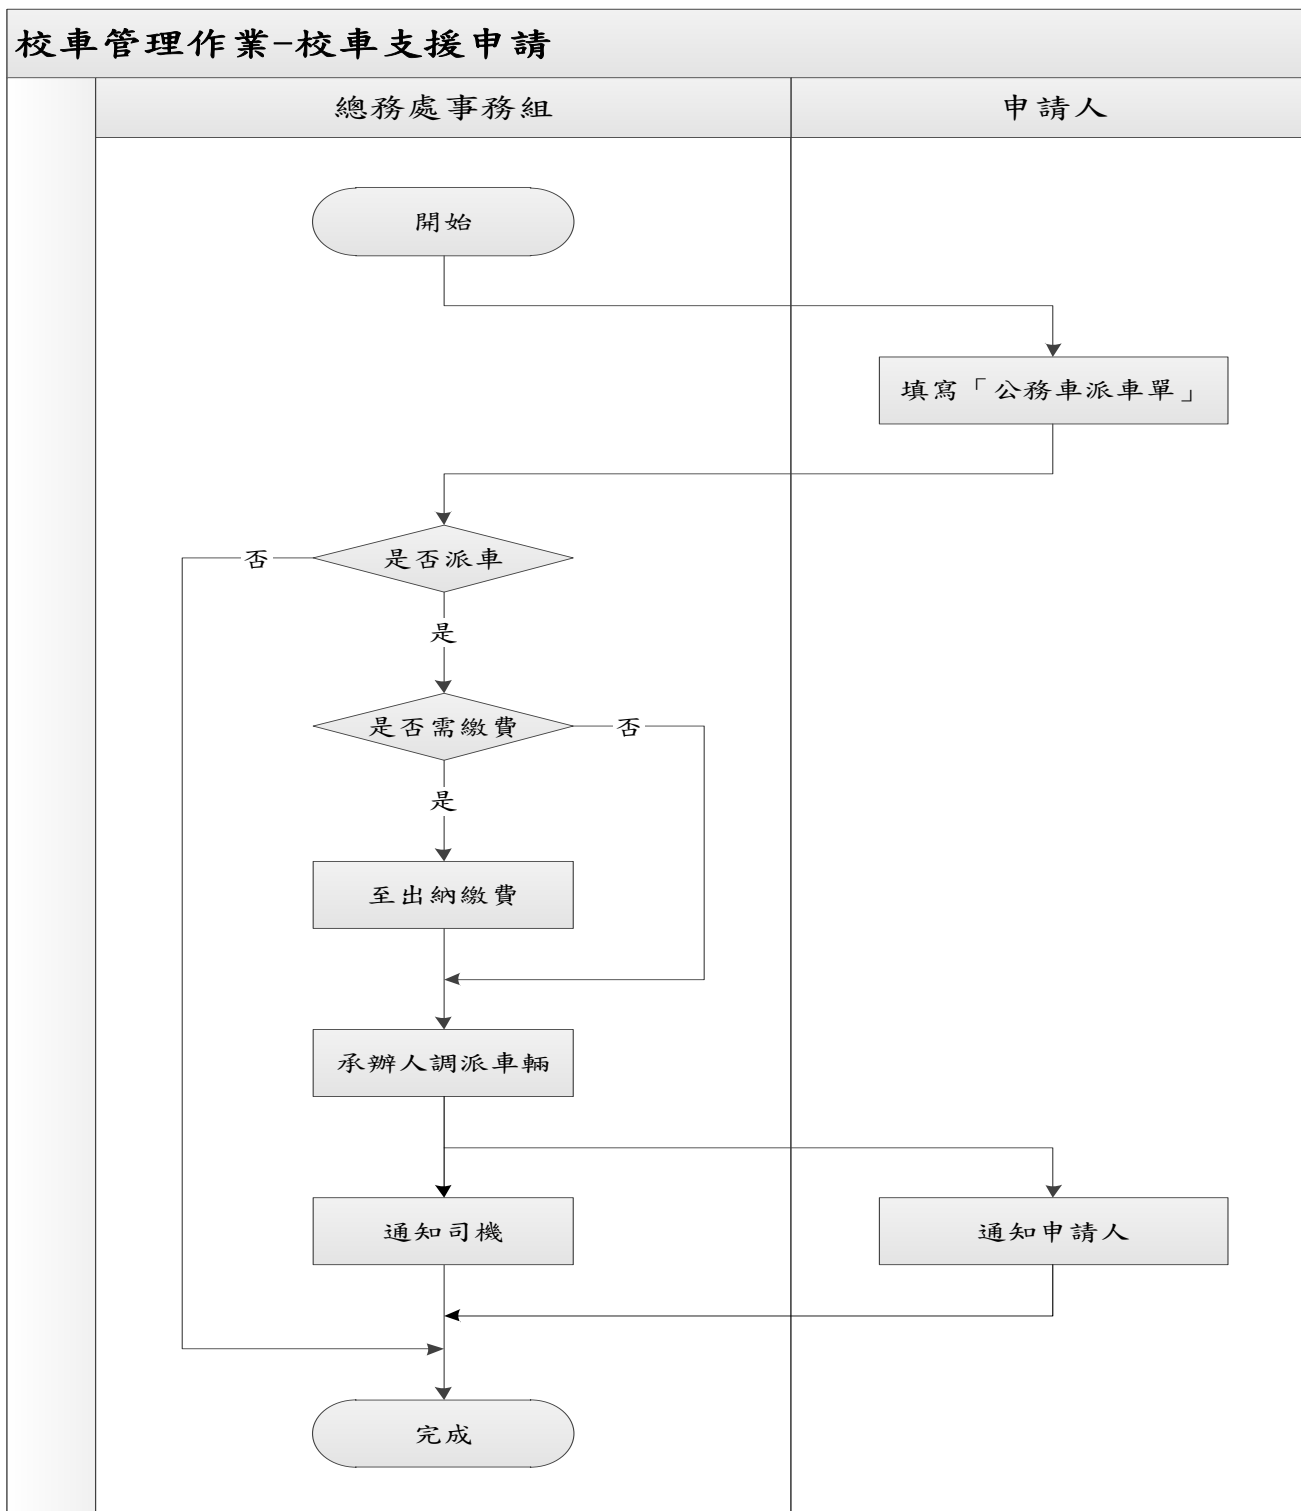 校車管理作業-校車支援申請
總務處事務組
申請人
開始
填寫「公務車派車單」
是否派車
否
是
是否需繳費
否
是
至出納繳費
承辦人調派車輛
通知司機
通知申請人
完成